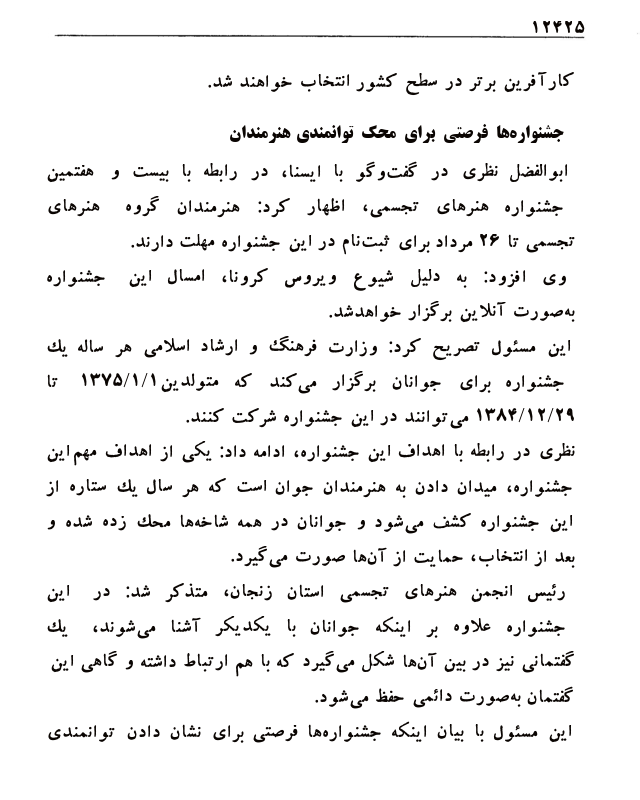 ۱۲۴۲۵
کارآفرین برتر در سطح کشور انتخاب خواهند شد.
جشنواره‌ها فرصتی برای محک توانمندی هنرمندان
ابوالفضل نظری در گفت‌وگو با ایسنا، در رابطه با بیست و هفتمین
جشنواره هنرهای تجسمی، اظهار کرد: هنرمندان گروه هنرهای
تجسمی تا ۲۶ مرداد برای ثبت‌نام در این جشنواره مهلت دارند.
وی افزود: به دلیل شیوع ویروس کرونا، امسال این جشنواره
به‌صورت آنلاین برگزار خواهدشد.
این مسئول تصریح کرد: وزارت فرهنگ و ارشاد اسلامی هر ساله یك
جشنواره برای جوانان برگزار می‌کند که متولدین۱۳۷۵/۱/۱ تا
۱۳۸۴/۱۲/۲۹ می‌توانند در این جشنواره شرکت کنند.
نظری در رابطه با اهداف این جشنواره، ادامه داد: یکی از اهداف مهم‌این
جشنواره، میدان دادن به هنرمندان جوان است که هر سال یك ستاره از
این جشنواره کشف می‌شود و جوانان در همه شاخه‌ها محك زده شده و
بعد از انتخاب، حمایت از آن‌ها صورت می‌گیرد.
رئیس انجمن هنرهای تجسمی استان زنجان، متذکر شد: در این
جشنواره علاوه بر اینکه جوانان با یکدیکر آشنا می‌شوند، یك
گفتمانی نیز در بین آن‌ها شکل می‌گیرد که با هم ارتباط داشته و گاهی این
گفتمان به‌صورت دائمی حفظ می‌شود.
این مسئول با بیان اینکه جشنواره‌ها فرصتی برای نشان دادن توانمندی